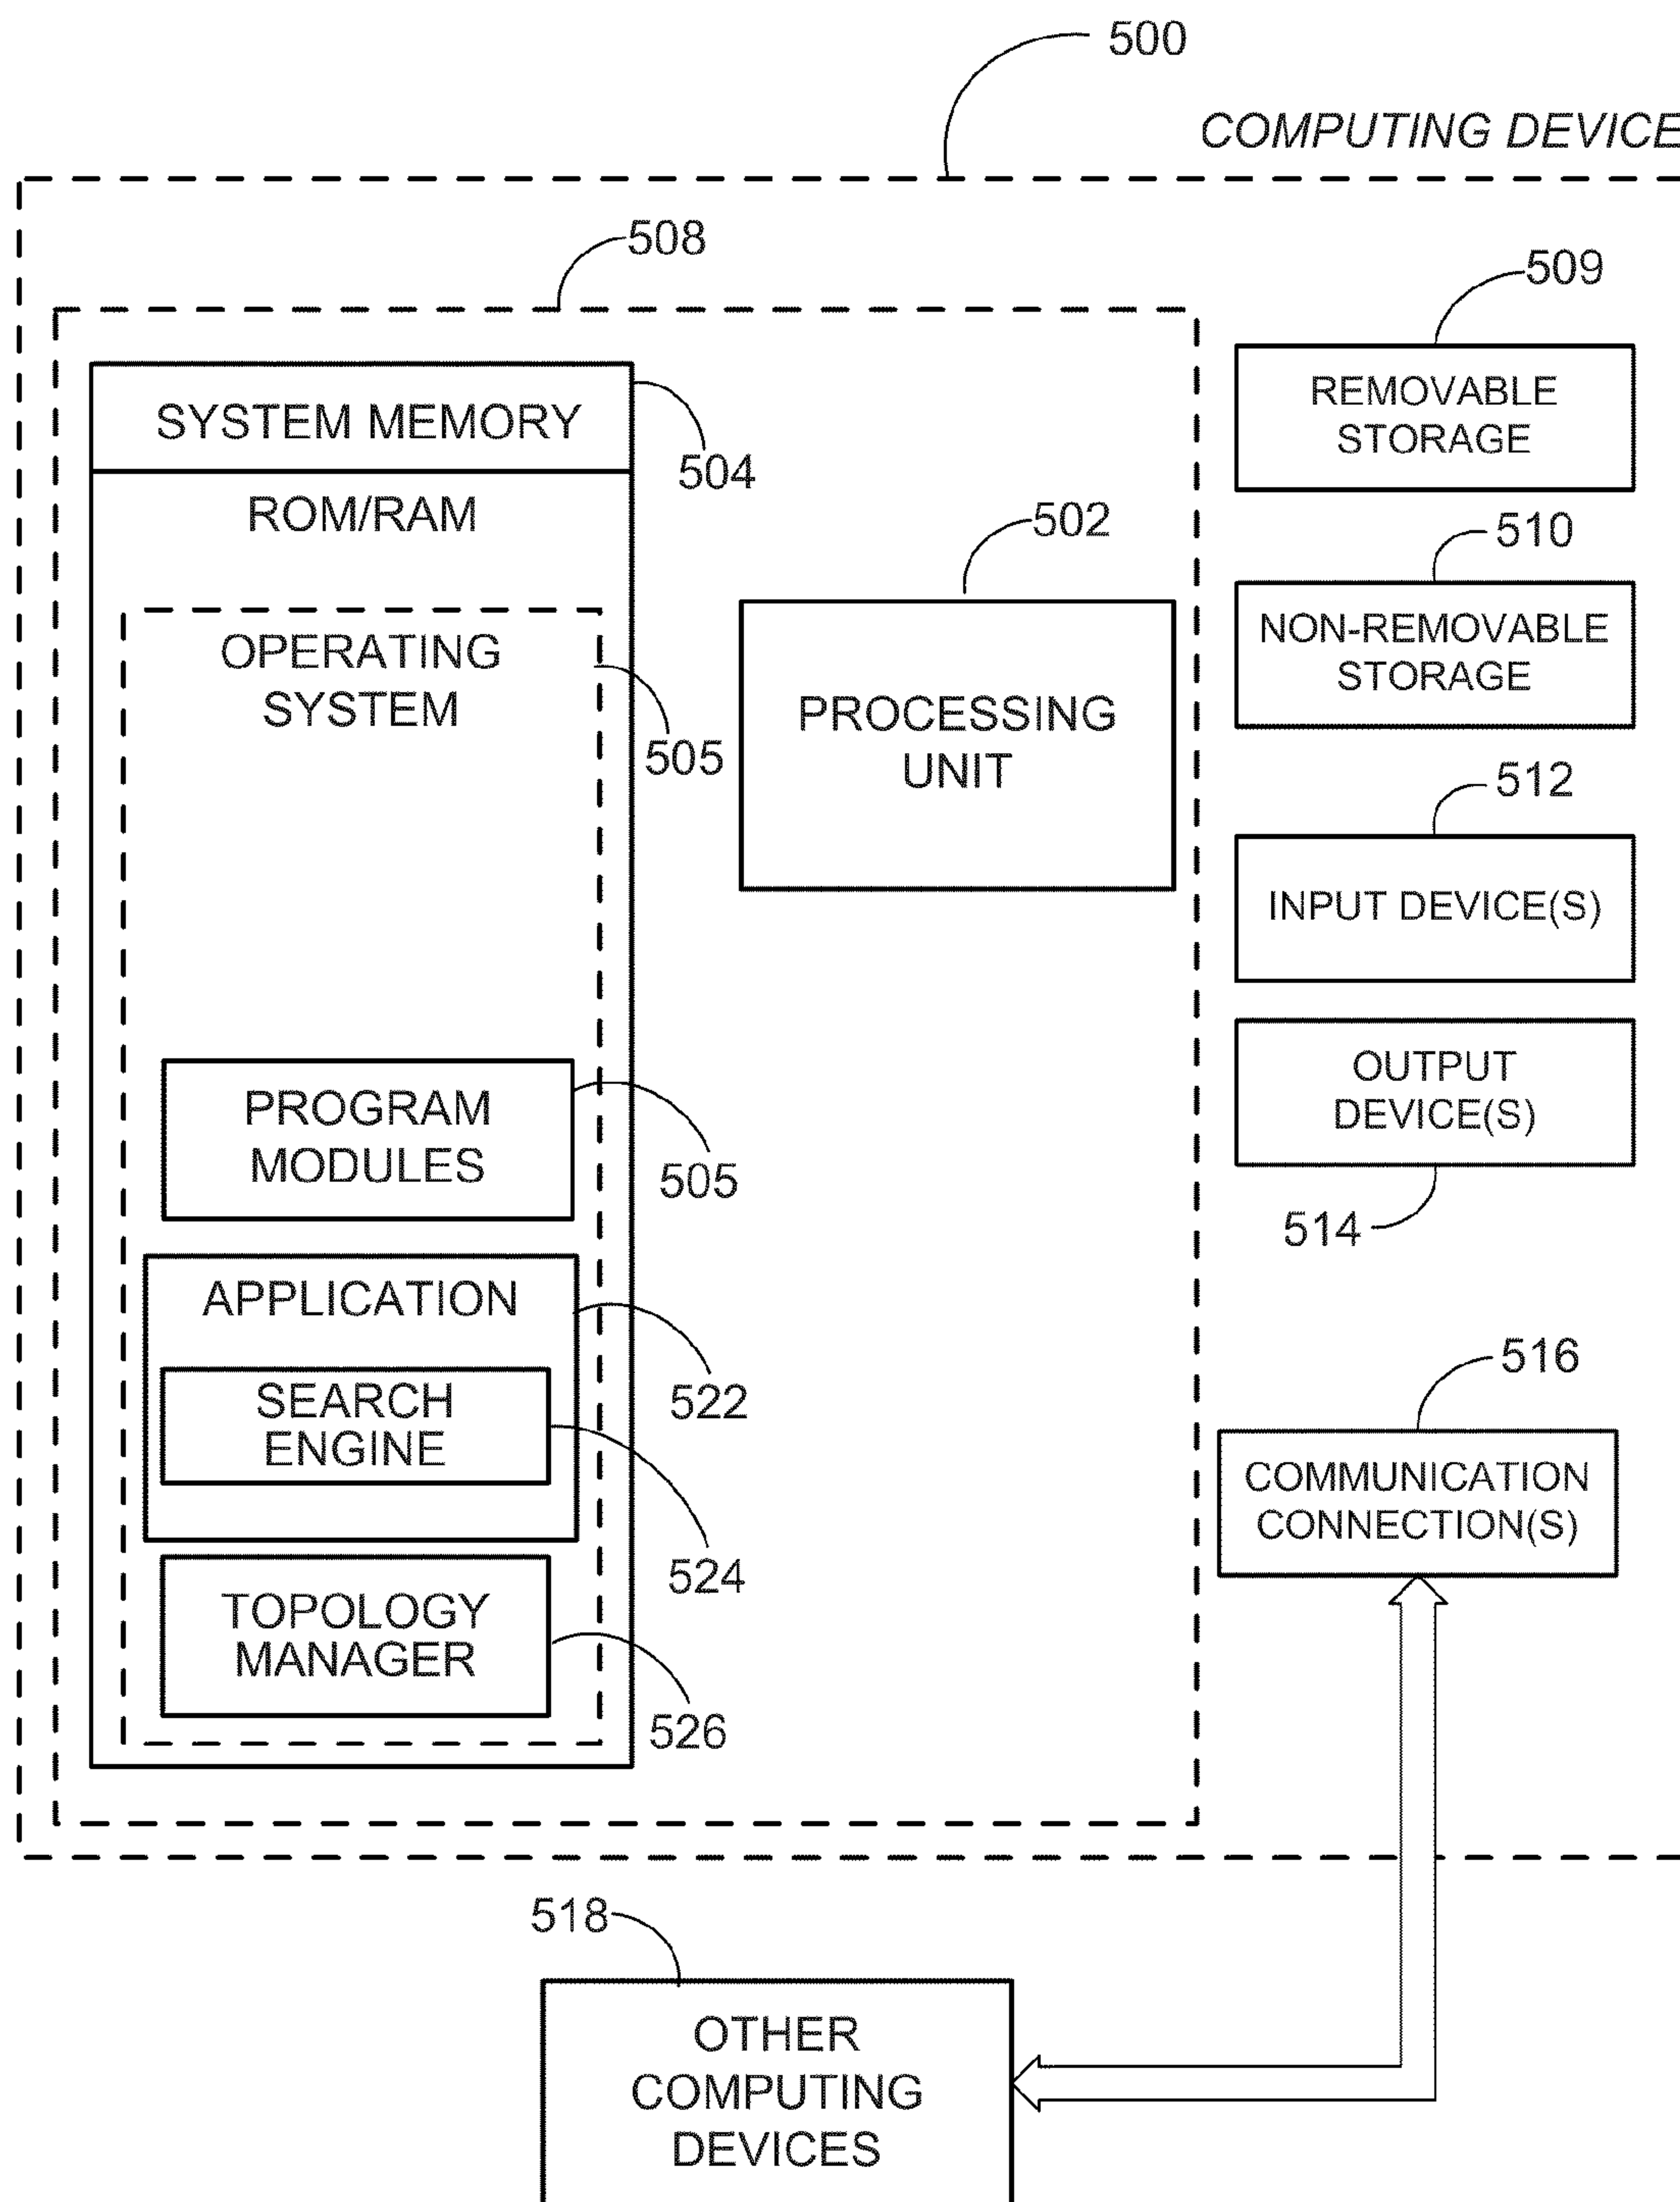 500
COMPUTING DEVICE
508
509
SYSTEM MEMORY
504
ROM/RAM
REMOVABLE
STORAGE
502
510
OPERATING
SYSTEM
505
PROCESSING
UNIT
NON-REMOVABLE
STORAGE
512
INPUT DEVICE(S)
PROGRAM
MODULES
505
OUTPUT
DEVICE(S)
514
APPLICATION
522
SEARCH
ENGINE
524
516
COMMUNICATION
CONNECTION(S)
TOPOLOGY
MANAGER
526
518
OTHER
COMPUTING
DEVICES